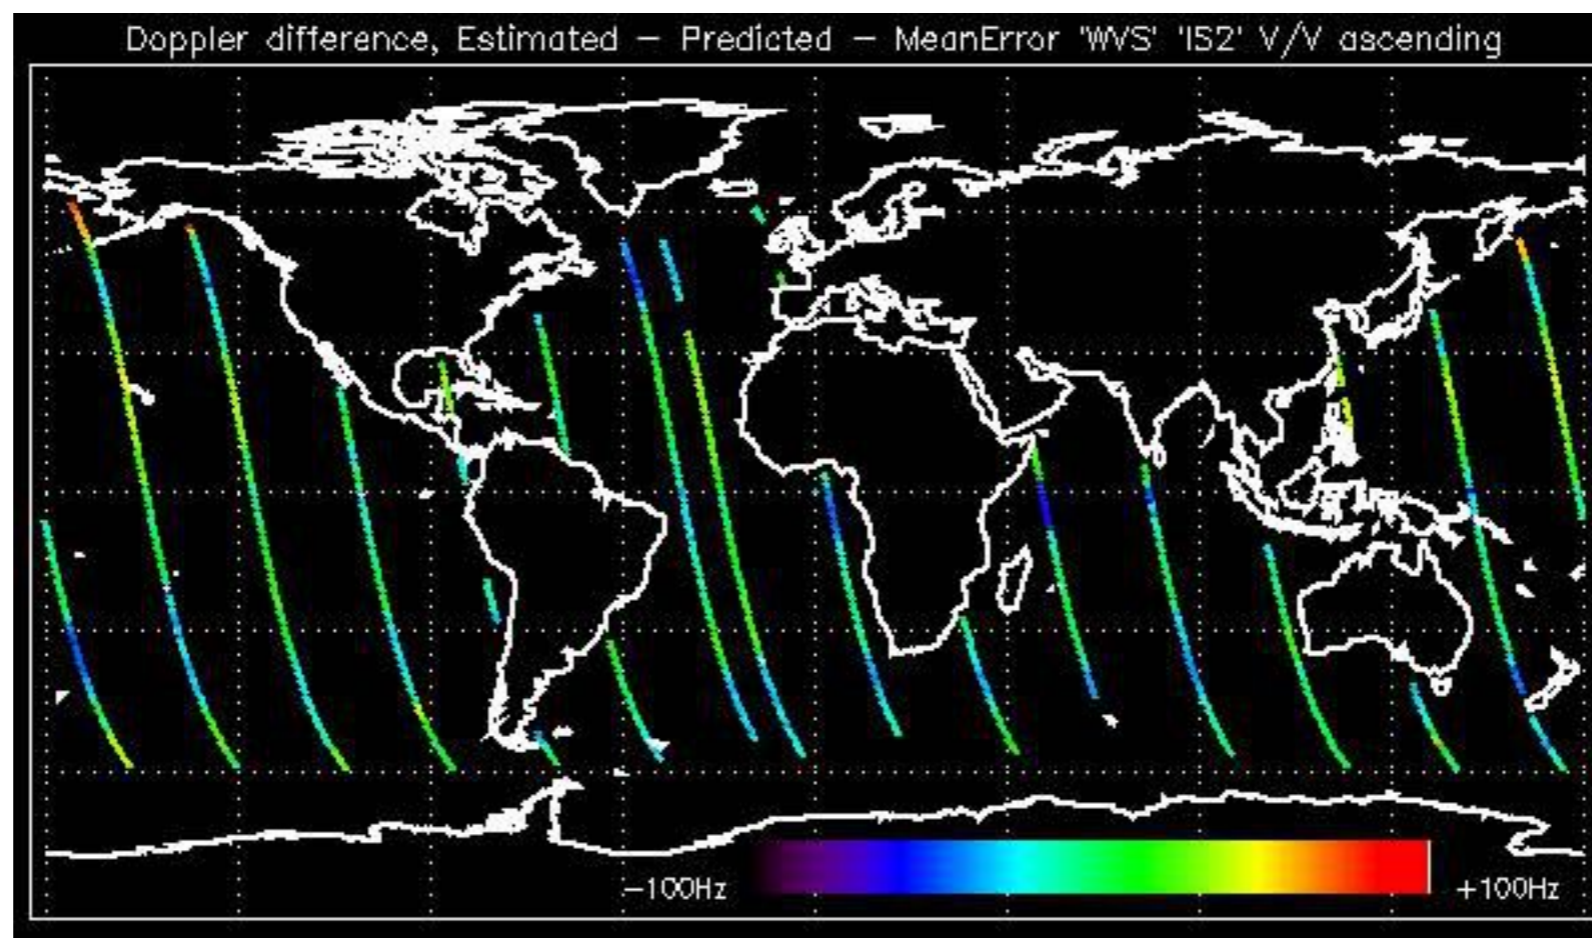 Doppler difference, Estimated – Predicted – MeanError 'WVS' 'IS2' V/V ascending
–100Hz
+100Hz